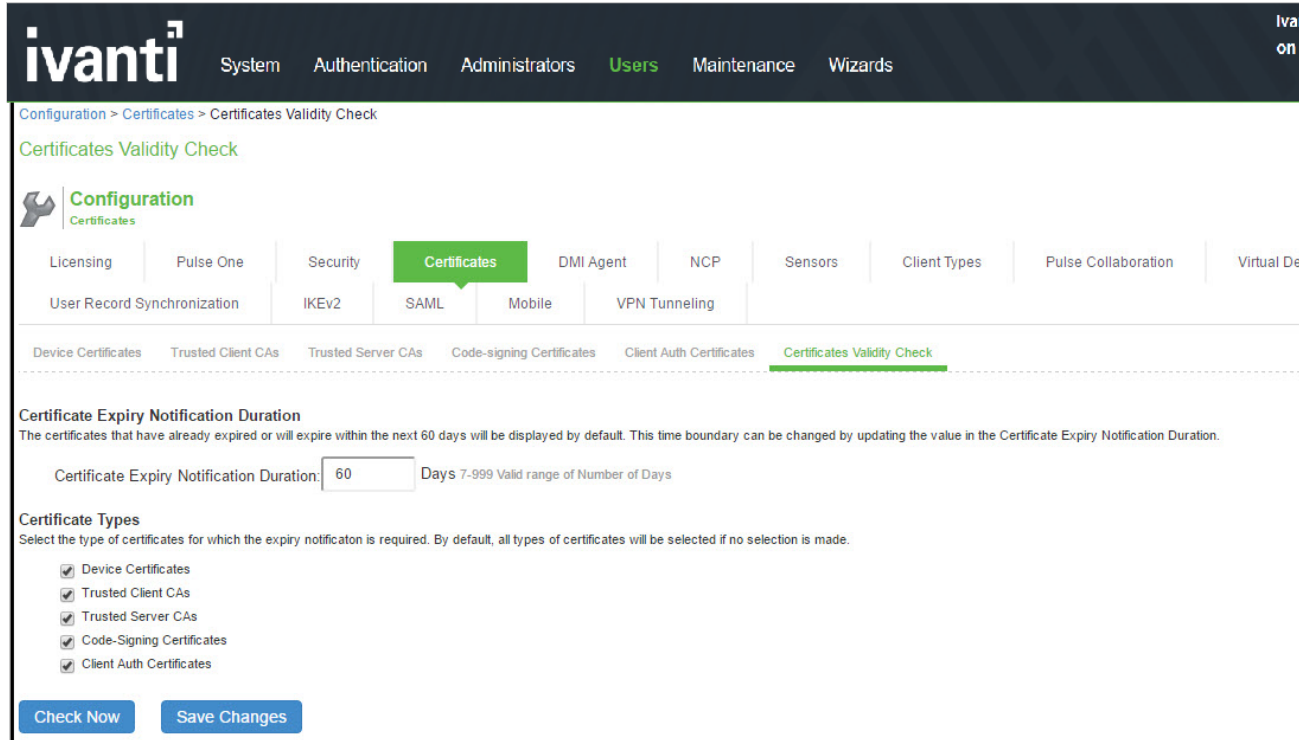 ivanti System Authentication Administrators Users Maintenance Wizards
on
Configuration > Certificates > Certificates Validity Check
Certificates Validity Check
Configuration
Certificates
Licensing Pulse One Security Certificates DMI Agent NCP Sensors Client Types Pulse Collaboration Virtual
User Record Synchronization IKEv2 SAML Mobile VPN Tunneling
Device Certificates Trusted Client CAs Trusted Server CAs Code-signing Certificates Client Auth Certificates Certificates Validity Check
Certificate Expiry Notification Duration
The certificates that have already expired or will expire within the next 60 days will be displayed by default. This time boundary can be changed by updating the value in the Certificate Expiry Notification Duration.
Certificate Expiry Notification Duration: 60 Days 7-999 Valid range of Number of Days
Certificate Types
Select the type of certificates for which the expiry notificaton is required. By default, all types of certificates will be selected if no selection is made.
Device Certificates
Trusted Client CAs
Trusted Server CAs
Code-Signing Certificates
Client Auth Certificates
Check Now Save Changes